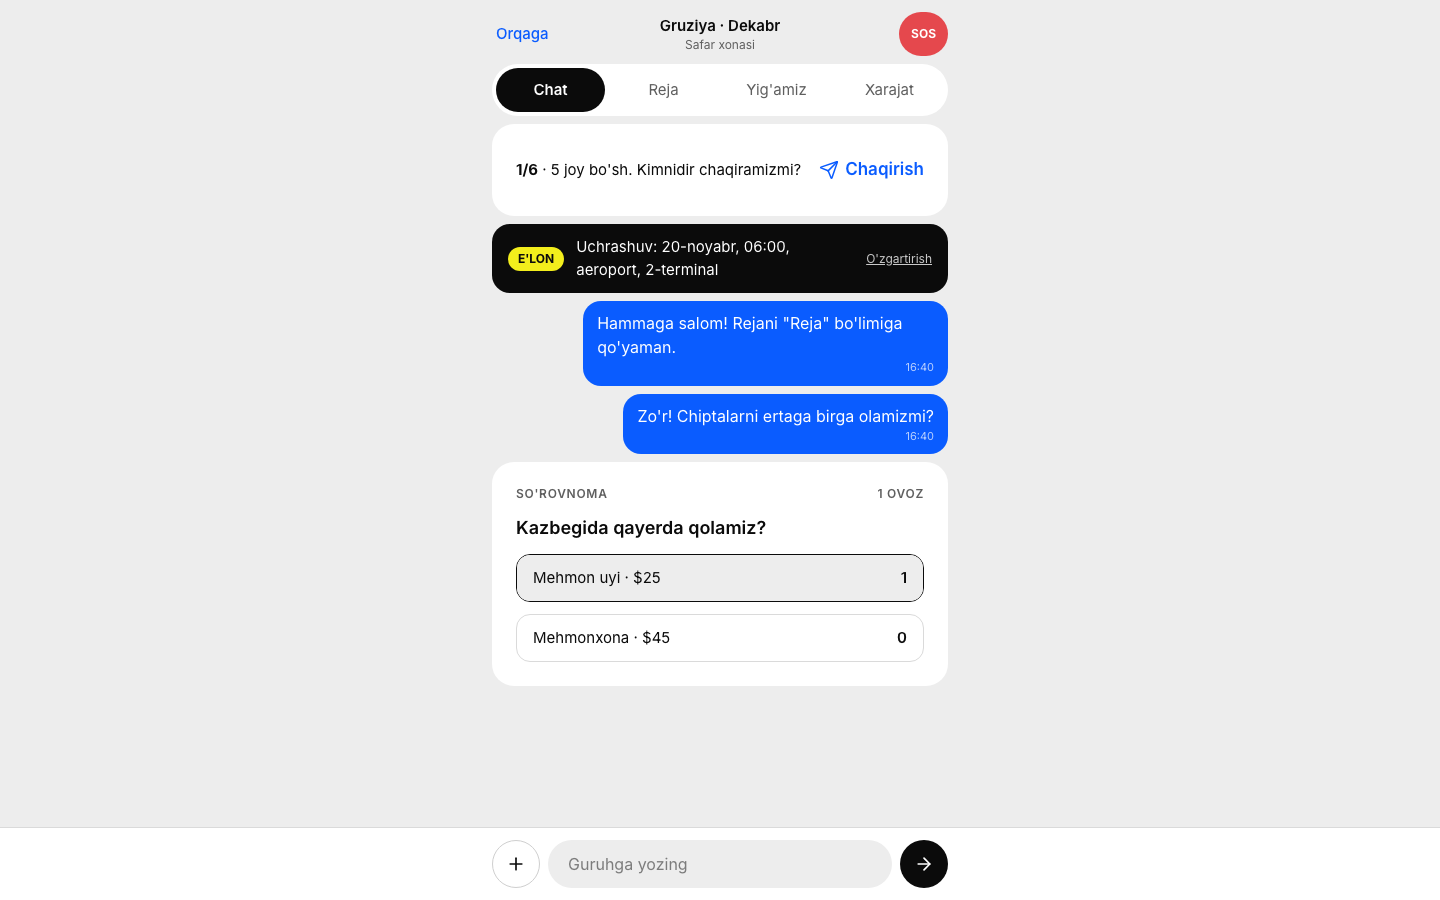 Orqaga
Gruziya · Dekabr
Safar xonasi
SOS
Chat
Reja
Yig'amiz
Xarajat
1/6 · 5 joy bo'sh. Kimnidir chaqiramizmi?
Chaqirish
E'LON
Uchrashuv: 20-noyabr, 06:00,
aeroport, 2-terminal
O'zgartirish
Hammaga salom! Rejani "Reja" bo'limiga
qo'yaman.
16:40
Zo'r! Chiptalarni ertaga birga olamizmi?
16:40
SO'ROVNOMA
1 OVOZ
Kazbegida qayerda qolamiz?
Mehmon uyi · $25
1
Mehmonxona · $45
0
Guruhga yozing